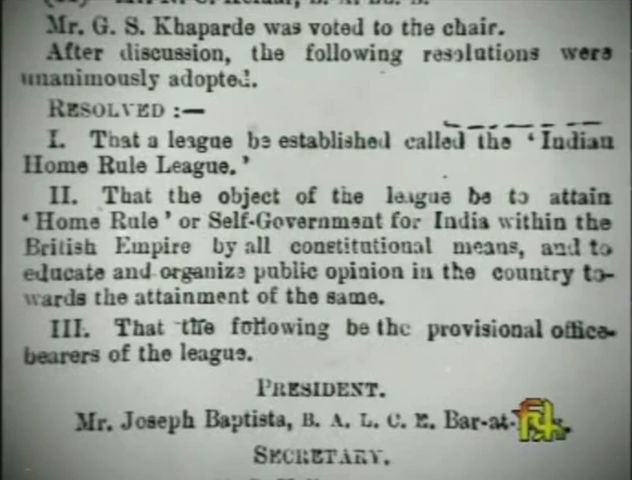 Mr. G. S. Khaparde was voted to the chair.
After discussion, the following resolutions were
unanimously adopted.
RESOLVED :—
I. That a league be established called the ‘Indian
Home Rule League.’
II. That the object of the league be to attain
‘Home Rule’ or Self-Government for India within the
British Empire by all constitutional means, and to
educate and organize public opinion in the country to-
wards the attainment of the same.
III. That the following be the provisional office-
bearers of the league.
PRESIDENT.
Mr. Joseph Baptista, B. A. L. C. E. Bar-at-
SECRETARY.